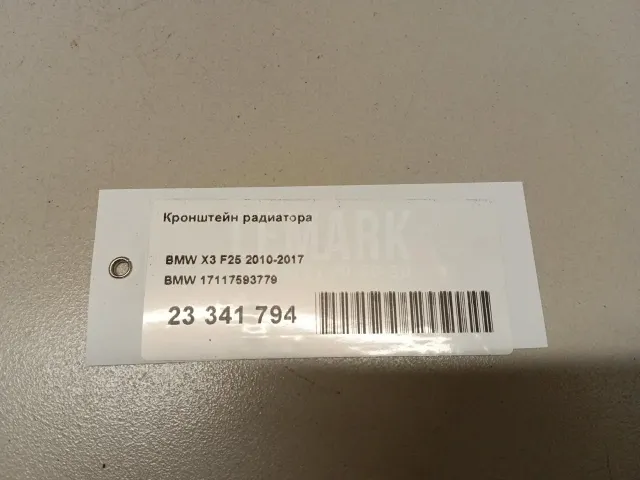 Кронштейн радиатора
BMW X3 F25 2010-2017
BMW 17117593779
23 341 794